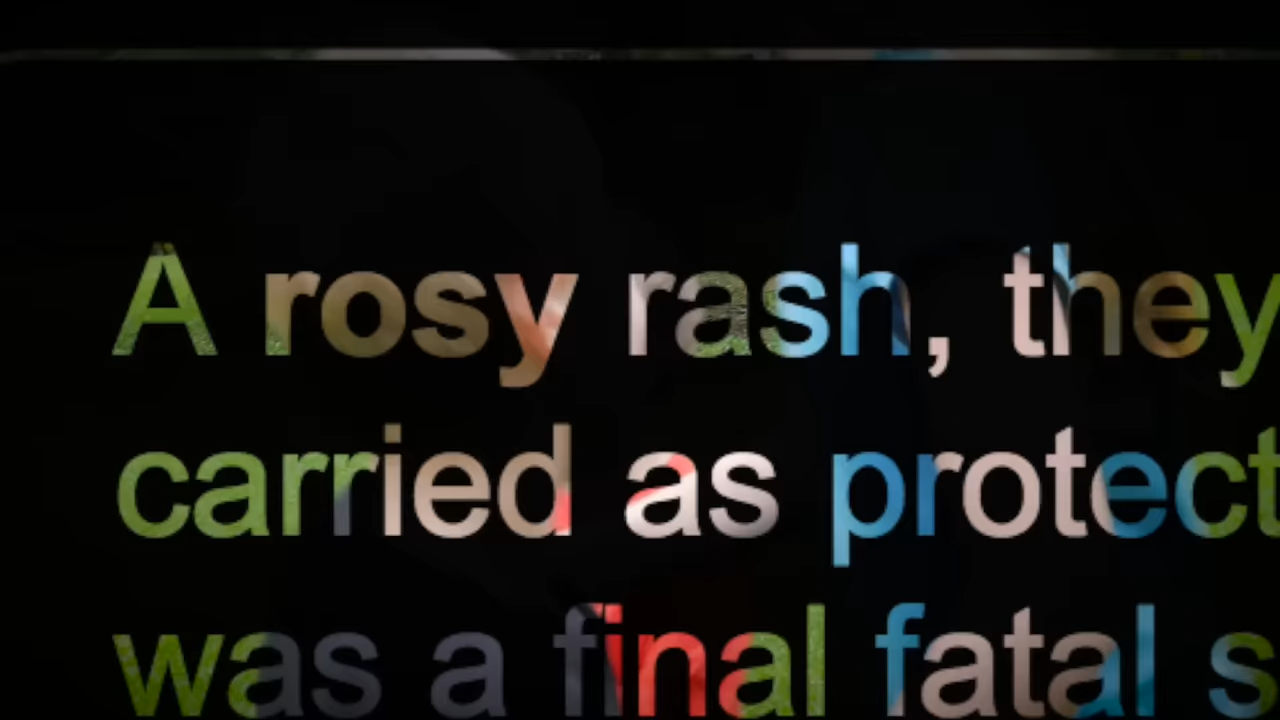 A rosy rash, they
carried as protect
was a final fatal s